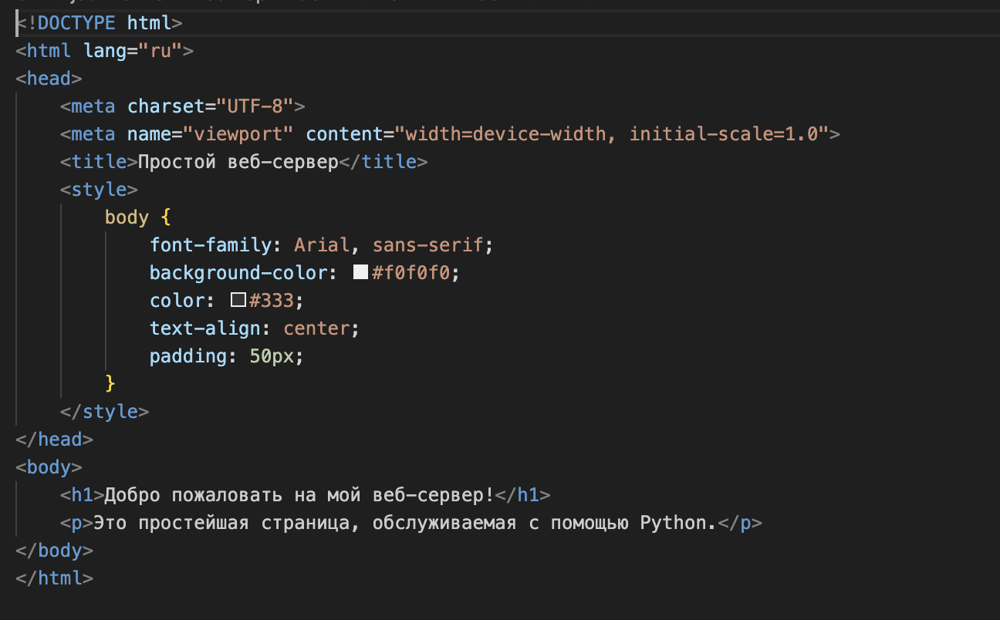 <!DOCTYPE html>
<html lang="ru">
<head>
    <meta charset="UTF-8">
    <meta name="viewport" content="width=device-width, initial-scale=1.0">
    <title>Простой веб-сервер</title>
    <style>
        body {
            font-family: Arial, sans-serif;
            background-color: #f0f0f0;
            color: #333;
            text-align: center;
            padding: 50px;
        }
    </style>
</head>
<body>
    <h1>Добро пожаловать на мой веб-сервер!</h1>
    <p>Это простейшая страница, обслуживаемая с помощью Python.</p>
</body>
</html>